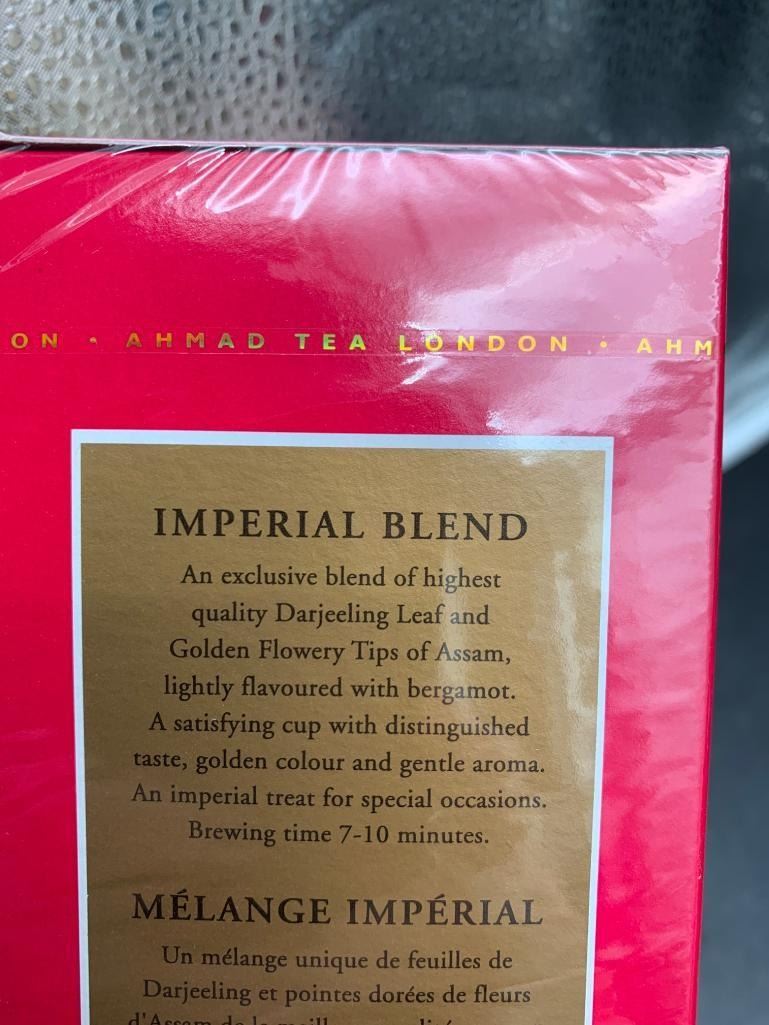 ON • AHMAD TEA LONDON • AHM
IMPERIAL BLEND
An exclusive blend of highest
quality Darjeeling Leaf and
Golden Flowery Tips of Assam,
lightly flavoured with bergamot.
A satisfying cup with distinguished
taste, golden colour and gentle aroma.
An imperial treat for special occasions.
Brewing time 7-10 minutes.
MÉLANGE IMPÉRIAL
Un mélange unique de feuilles de
Darjeeling et pointes dorées de fleurs
d'Assam de la